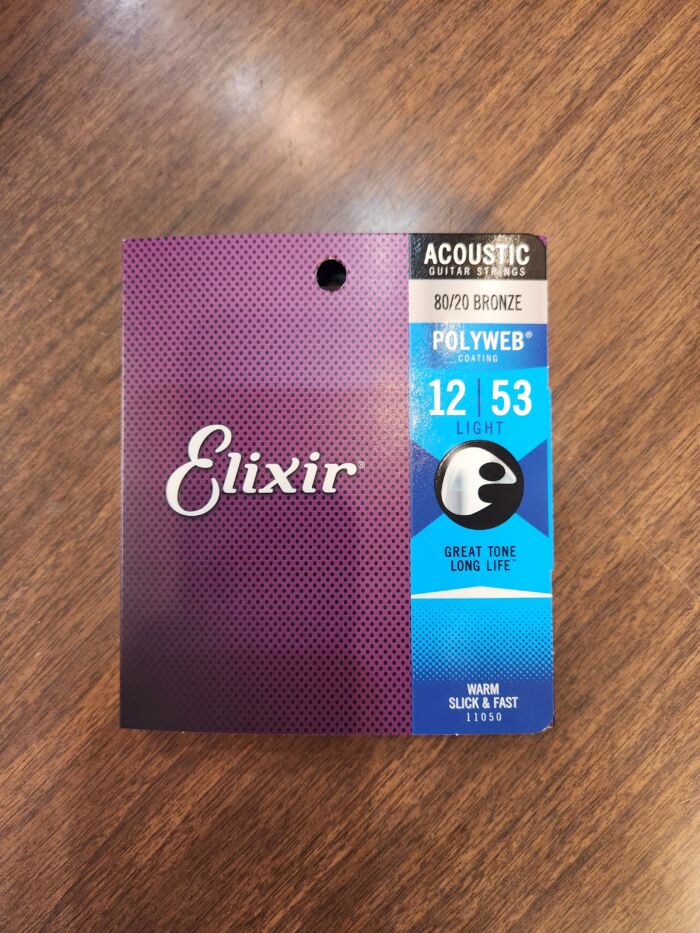 Elixir®
ACOUSTIC
GUITAR STRINGS
80/20 BRONZE
POLYWEB®
COATING
12 | 53
LIGHT
GREAT TONE
LONG LIFE™
WARM
SLICK & FAST
11050